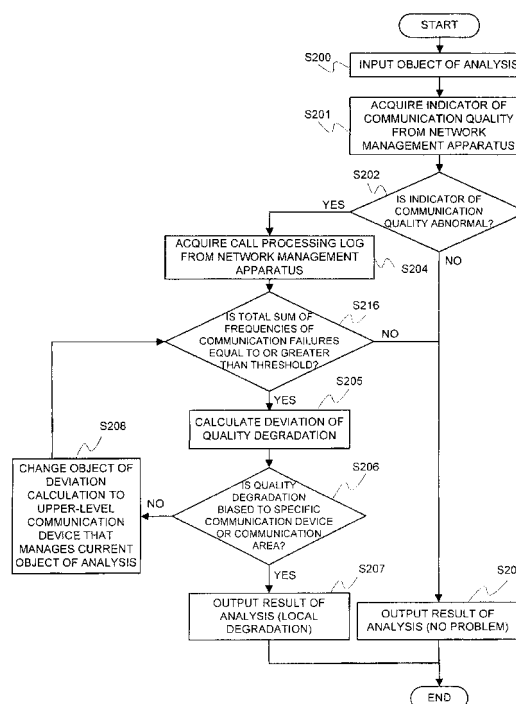 START
S200
INPUT OBJECT OF ANALYSIS
S201
ACQUIRE INDICATOR OF
COMMUNICATION QUALITY
FROM NETWORK
MANAGEMENT APPARATUS
S202
IS INDICATOR OF
COMMUNICATION
QUALITY ABNORMAL?
YES
NO
ACQUIRE CALL PROCESSING LOG
FROM NETWORK MANAGEMENT
APPARATUS
S204
S216
IS TOTAL SUM OF
FREQUENCIES OF
COMMUNICATION FAILURES
EQUAL TO OR GREATER
THAN THRESHOLD?
NO
YES
S205
CALCULATE DEVIATION OF
QUALITY DEGRADATION
S208
CHANGE OBJECT OF
DEVIATION
CALCULATION TO
UPPER-LEVEL
COMMUNICATION
DEVICE THAT
MANAGES CURRENT
OBJECT OF ANALYSIS
S206
IS QUALITY
DEGRADATION
BIASED TO SPECIFIC
COMMUNICATION DEVICE
OR COMMUNICATION
AREA?
NO
YES
S207
OUTPUT RESULT OF
ANALYSIS (LOCAL
DEGRADATION)
OUTPUT RESULT OF
ANALYSIS (NO PROBLEM)
END